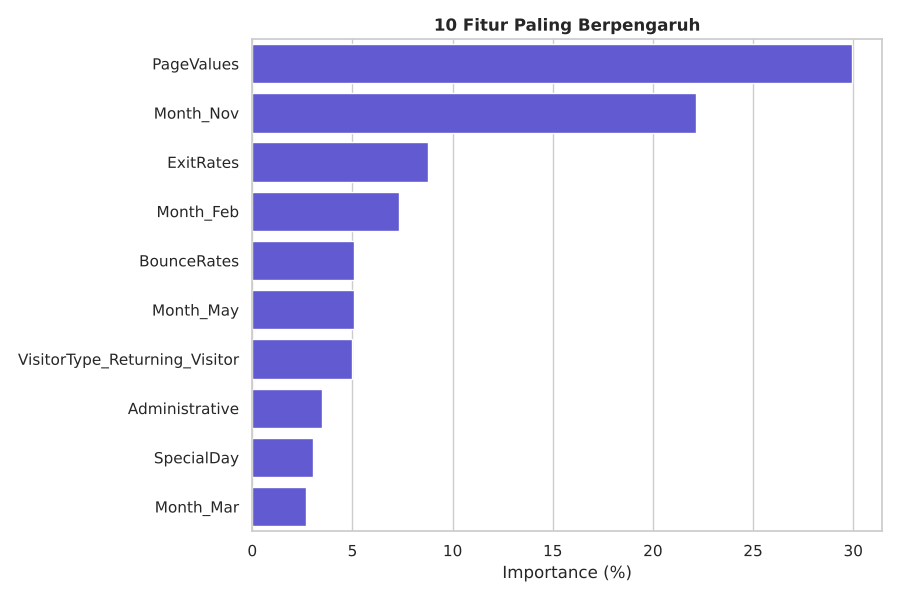 10 Fitur Paling Berpengaruh
PageValues
Month_Nov
ExitRates
Month_Feb
BounceRates
Month_May
VisitorType_Returning_Visitor
Administrative
SpecialDay
Month_Mar
0 5 10 15 20 25 30
Importance (%)